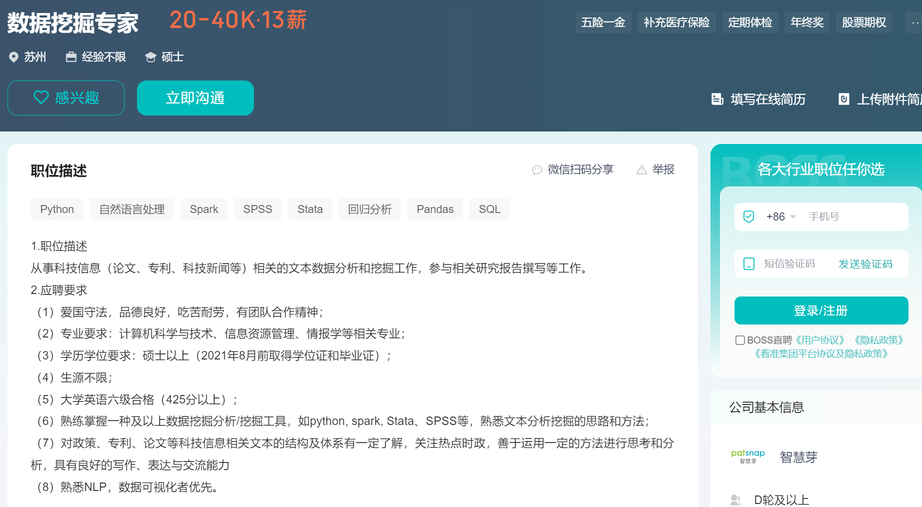 数据挖掘专家
20-40K·13薪
五险一金 补充医疗保险 定期体检 年终奖 股票期权 ...
苏州 经验不限 硕士
感兴趣 立即沟通
填写在线简历 上传附件简
职位描述
微信扫码分享 举报
Python 自然语言处理 Spark SPSS Stata 回归分析 Pandas SQL
1.职位描述
从事科技信息（论文、专利、科技新闻等）相关的文本数据分析和挖掘工作，参与相关研究报告撰写等工作。
2.应聘要求
（1）爱国守法，品德良好，吃苦耐劳，有团队合作精神；
（2）专业要求：计算机科学与技术、信息资源管理、情报学等相关专业；
（3）学历学位要求：硕士以上（2021年8月前取得学位证和毕业证）；
（4）生源不限；
（5）大学英语六级合格（425分以上）；
（6）熟练掌握一种及以上数据挖掘分析/挖掘工具，如python, spark, Stata、SPSS等，熟悉文本分析挖掘的思路和方法；
（7）对政策、专利、论文等科技信息相关文本的结构及体系有一定了解，关注热点时政，善于运用一定的方法进行思考和分
析，具有良好的写作、表达与交流能力
（8）熟悉NLP，数据可视化者优先。
BOSS
各大行业职位任你选
+86 手机号
短信验证码 发送验证码
登录/注册
BOSS直聘《用户协议》 《隐私政策》
《看准集团平台协议及隐私政策》
公司基本信息
patsnap
智慧芽
智慧芽
D轮及以上